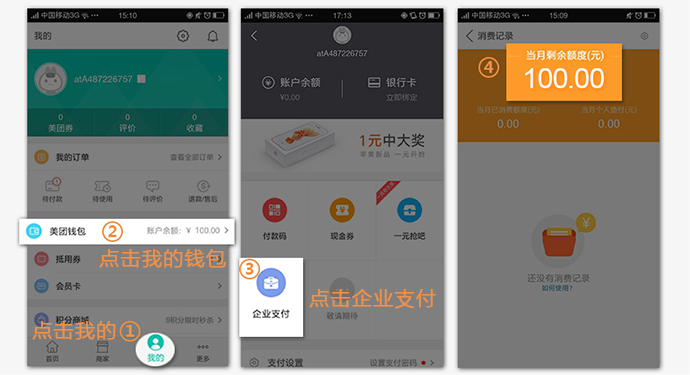 中国移动3G 15:10
我的
atA487226757
0 0 0
美团券 评价 收藏
我的订单 查看全部订单
1
待付款 待使用 待评价 退款/售后
美团钱包 ② 账户余额：¥ 100.00
点击我的钱包
抵用券
会员卡
积分商城 0积分限时秒杀
点击我的①
首页 商家 我的 更多
中国移动3G 17:13
atA487226757
账户余额 银行卡
¥0.00 立即绑定
1元中大奖
苹果新品 一元开抢
付款码 现金券 一元抢吧
③
企业支付
点击企业支付
敬请期待
支付设置 设置支付密码
中国移动3G 15:09
消费记录
④
当月剩余额度(元)
100.00
当月已消费额度(元) 当月个人垫付(元)
0.00 0.00
¥
还没有消费记录
如何使用?